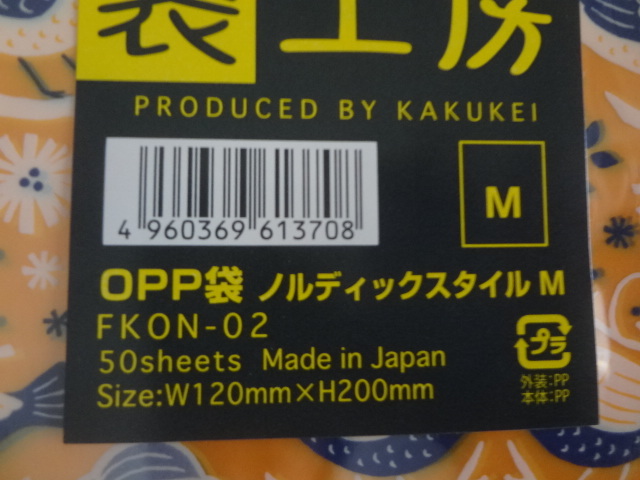 袋工房
PRODUCED BY KAKUKEI
4 960369 613708
M
OPP袋 ノルディックスタイル M
FKON-02
50sheets Made in Japan
Size:W120mm×H200mm
プラ
外装:PP
本体:PP